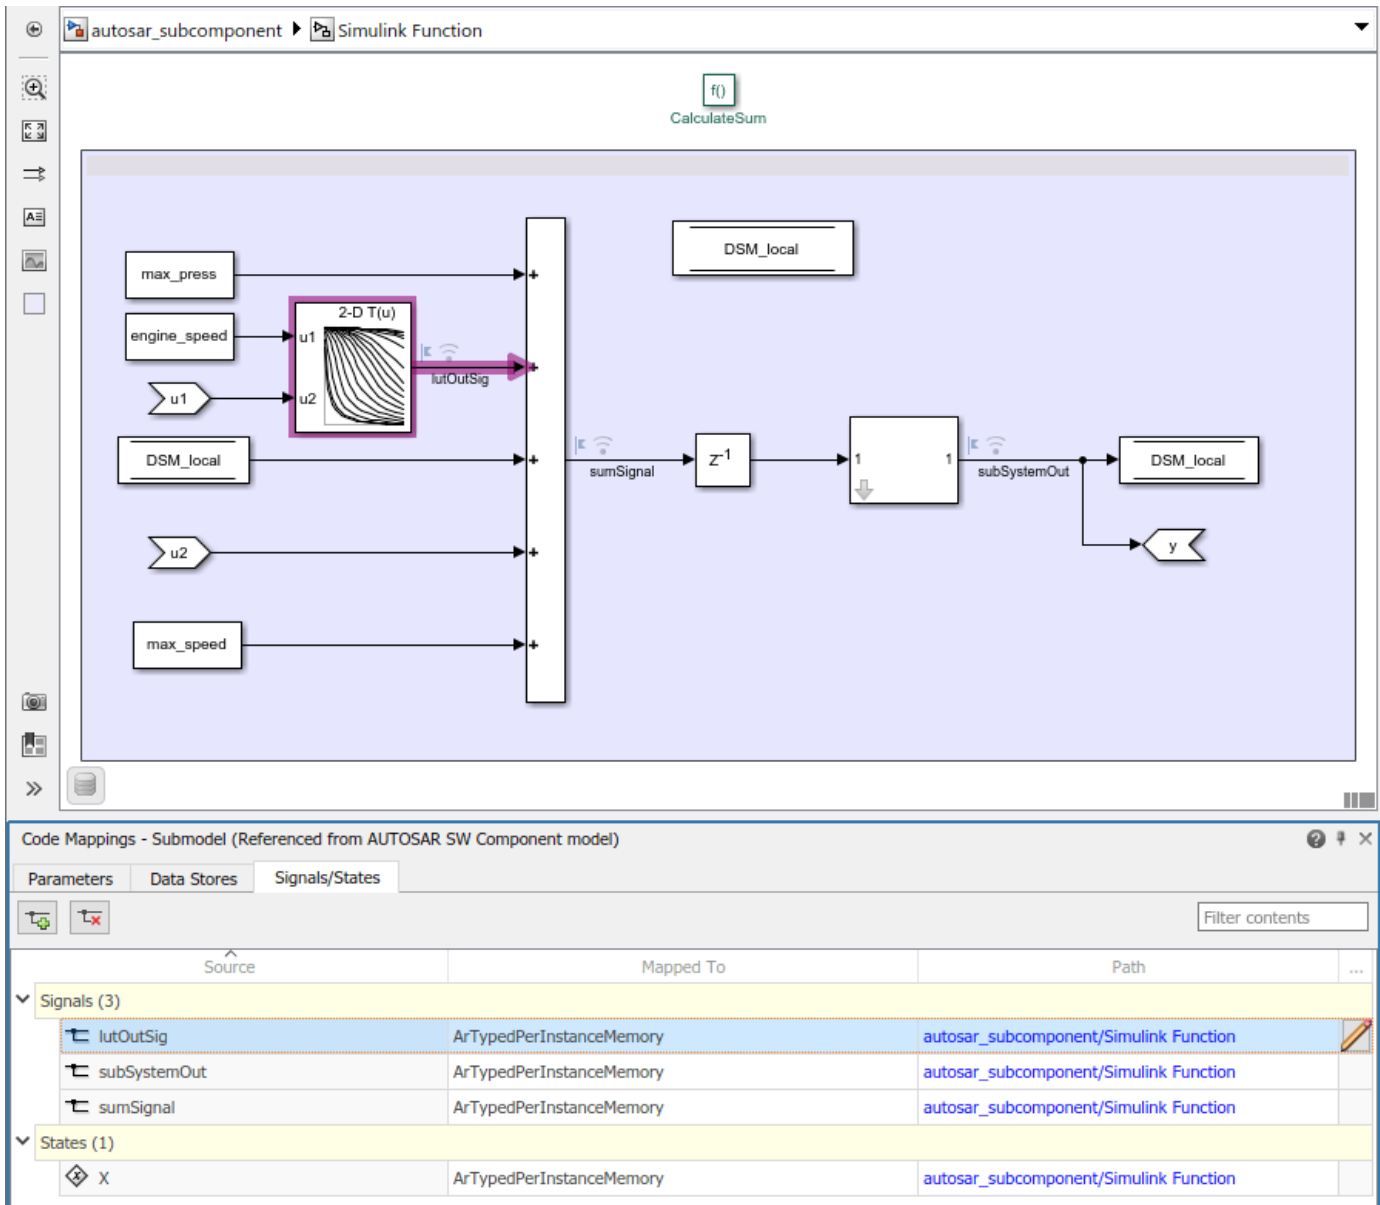 autosar_subcomponent Simulink Function
f()
CalculateSum
DSM_local
max_press
+
2-D T(u)
engine_speed
u1
lutOutSig
+
u1
u2
DSM_local
+
sumSignal
Z-1
1
1
subSystemOut
DSM_local
u2
+
y
max_speed
+
Code Mappings - Submodel (Referenced from AUTOSAR SW Component model)
Parameters Data Stores Signals/States
Filter contents
Source Mapped To Path ...
Signals (3)
lutOutSig ArTypedPerInstanceMemory autosar_subcomponent/Simulink Function
subSystemOut ArTypedPerInstanceMemory autosar_subcomponent/Simulink Function
sumSignal ArTypedPerInstanceMemory autosar_subcomponent/Simulink Function
States (1)
X ArTypedPerInstanceMemory autosar_subcomponent/Simulink Function